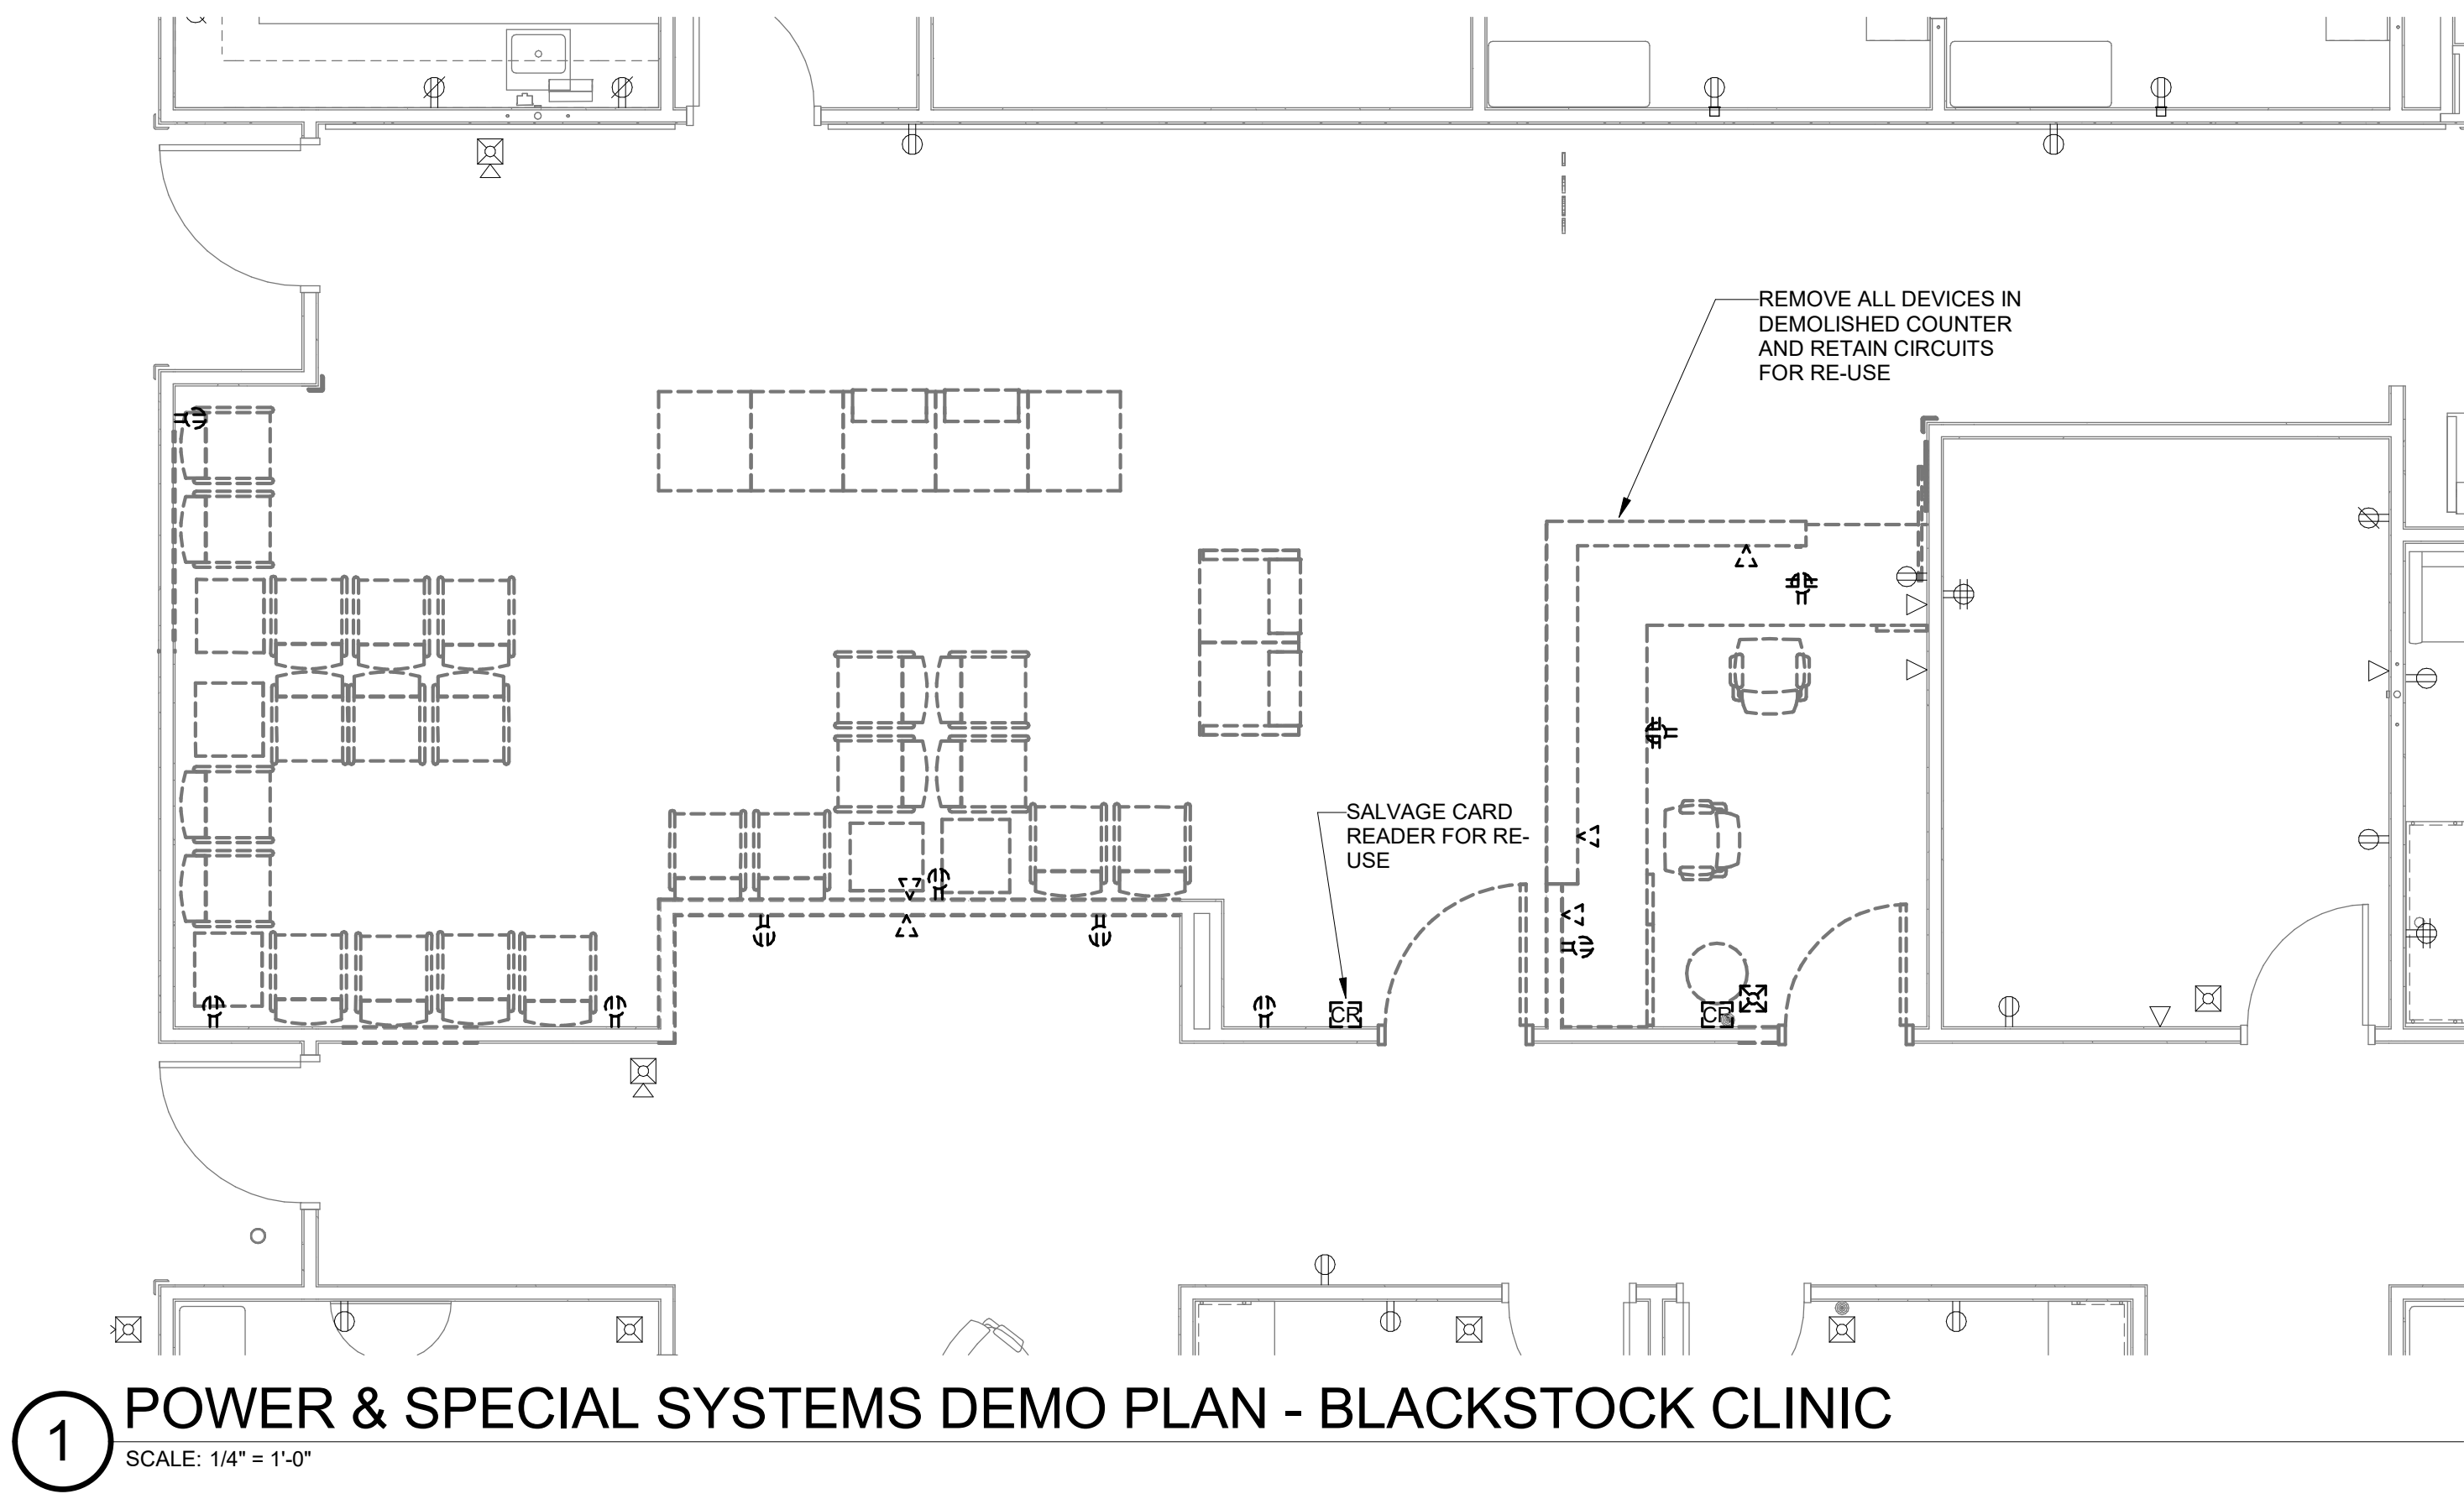 REMOVE ALL DEVICES IN
DEMOLISHED COUNTER
AND RETAIN CIRCUITS
FOR RE-USE
SALVAGE CARD
READER FOR RE-
USE
CR
CR
1
POWER & SPECIAL SYSTEMS DEMO PLAN - BLACKSTOCK CLINIC
SCALE: 1/4" = 1'-0"